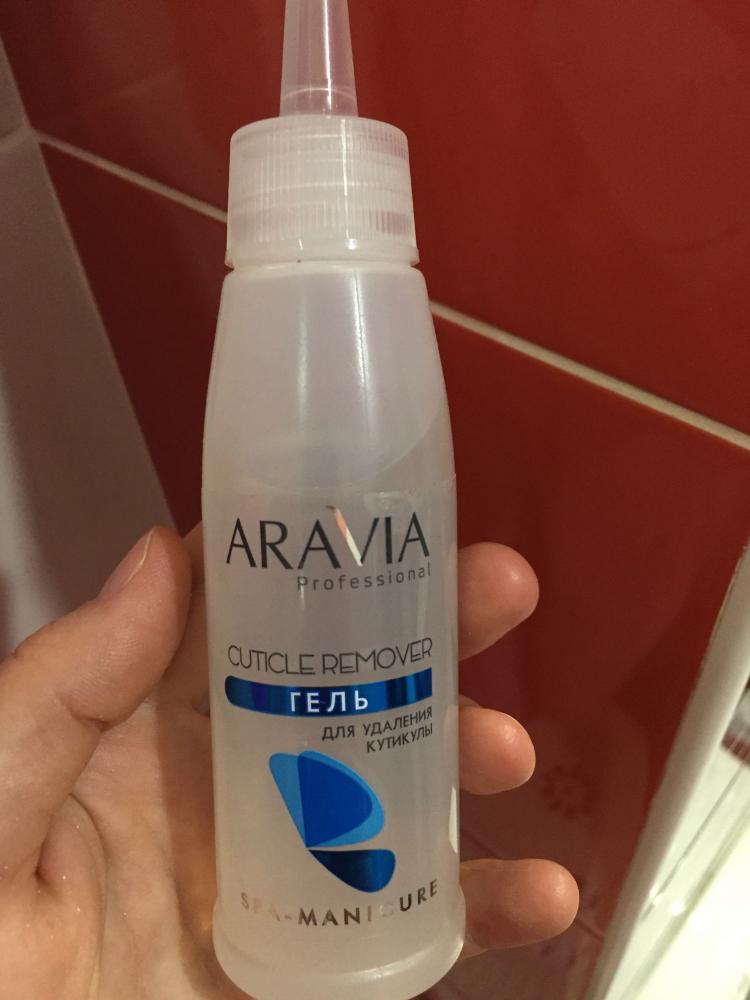 ARAVIA
Professional
CUTICLE REMOVER
ГЕЛЬ
ДЛЯ УДАЛЕНИЯ
КУТИКУЛЫ
SPA-MANICURE